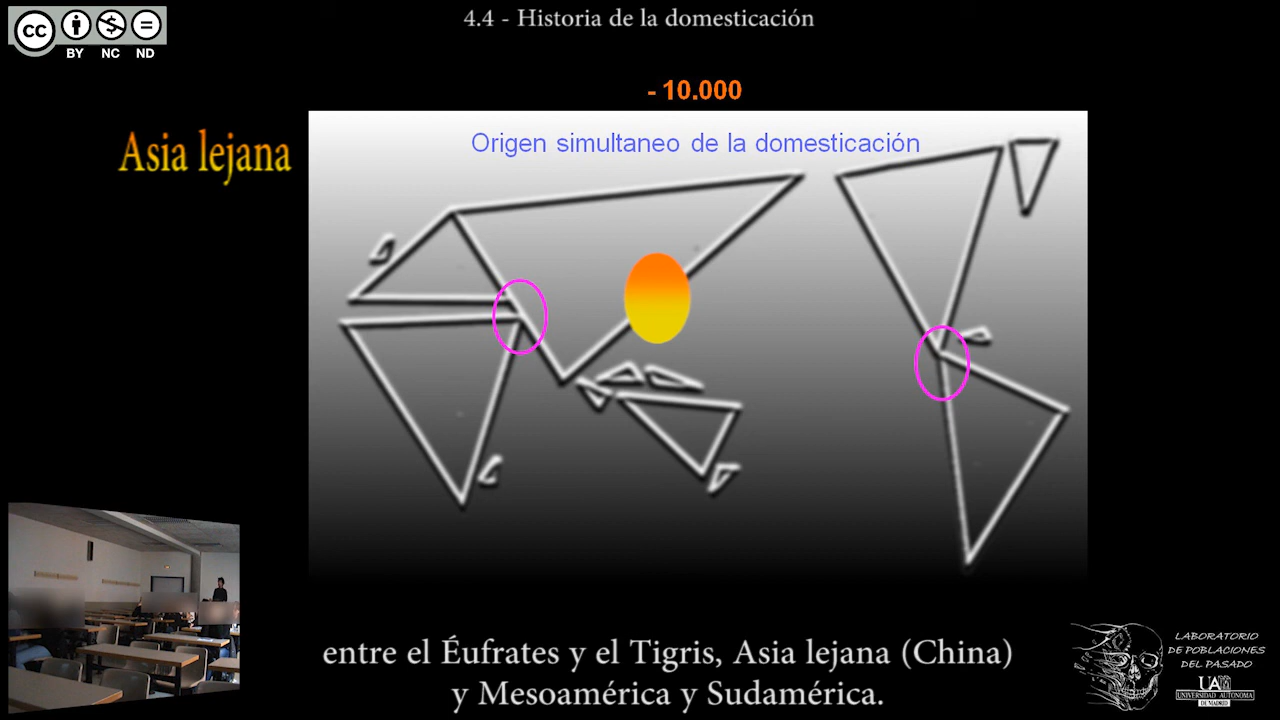 4.4 - Historia de la domesticación
cc
BY NC ND
- 10.000
Origen simultaneo de la domesticación
Asia lejana
entre el Éufrates y el Tigris, Asia lejana (China)
y Mesoamérica y Sudamérica.
LABORATORIO
DE POBLACIONES
DEL PASADO
UAM
UNIVERSIDAD AUTONOMA
DE MADRID